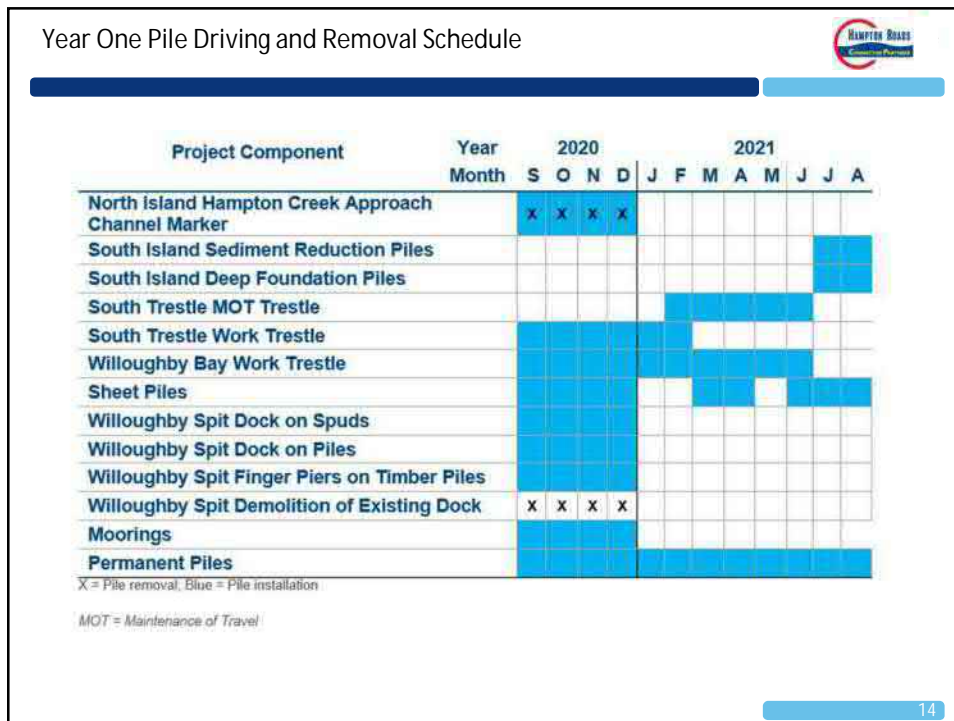 Year One Pile Driving and Removal Schedule
HAMPTON ROADS
CONNECTOR PARTNERS
Project Component Year 2020 2021
Month S O N D J F M A M J J A
North Island Hampton Creek Approach
Channel Marker X X X X
South Island Sediment Reduction Piles
South Island Deep Foundation Piles
South Trestle MOT Trestle
South Trestle Work Trestle
Willoughby Bay Work Trestle
Sheet Piles
Willoughby Spit Dock on Spuds
Willoughby Spit Dock on Piles
Willoughby Spit Finger Piers on Timber Piles
Willoughby Spit Demolition of Existing Dock X X X X
Moorings
Permanent Piles
X = Pile removal; Blue = Pile installation
MOT = Maintenance of Travel
14